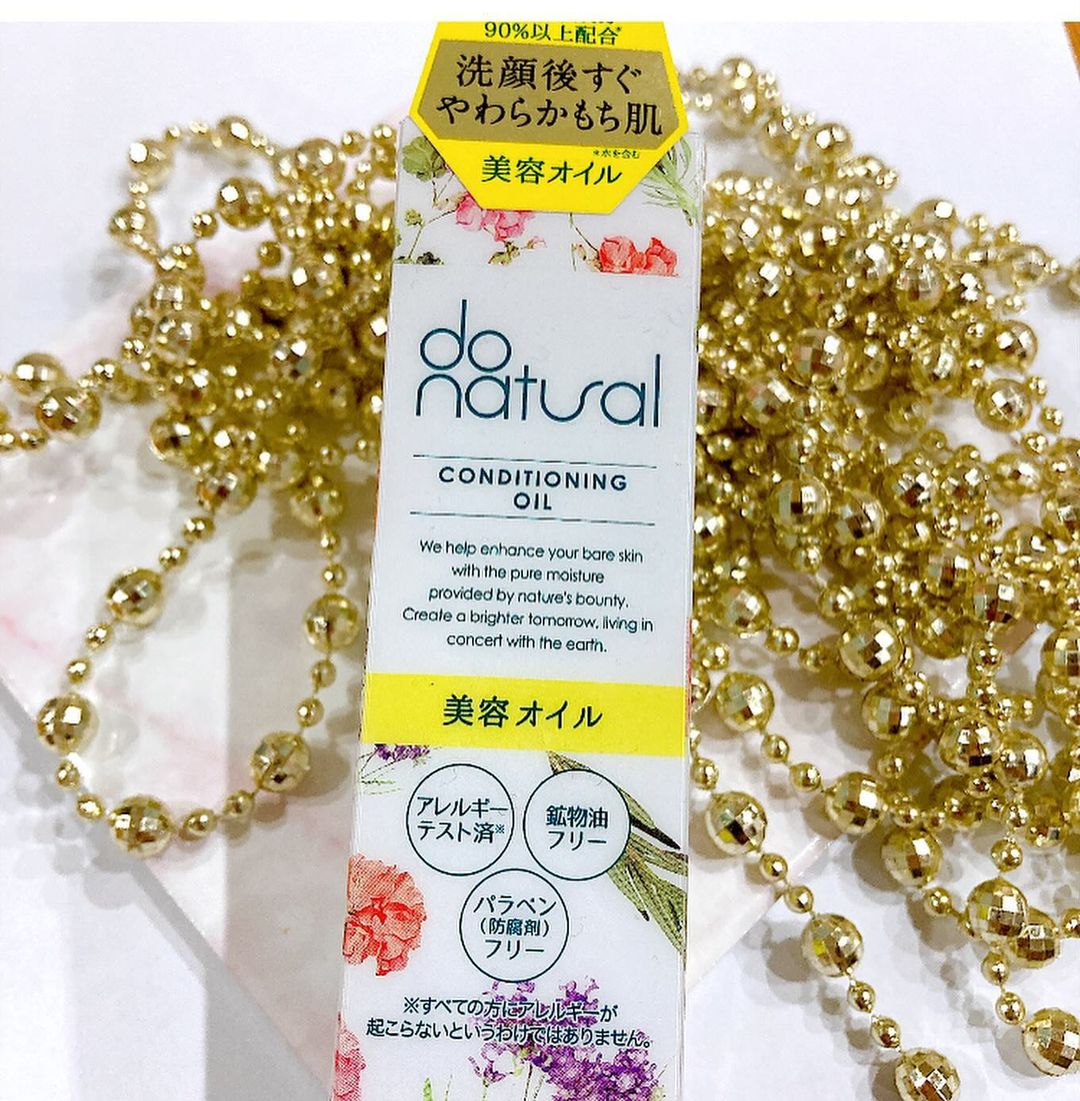 90%以上配合*
洗顔後すぐ
やわらかもち肌
*水を含む
美容オイル
do
natural
CONDITIONING
OIL
We help enhance your bare skin
with the pure moisture
provided by nature's bounty.
Create a brighter tomorrow, living in
concert with the earth.
美容オイル
アレルギー
テスト済※
鉱物油
フリー
パラベン
(防腐剤)
フリー
※すべての方にアレルギーが
起こらないというわけではありません。